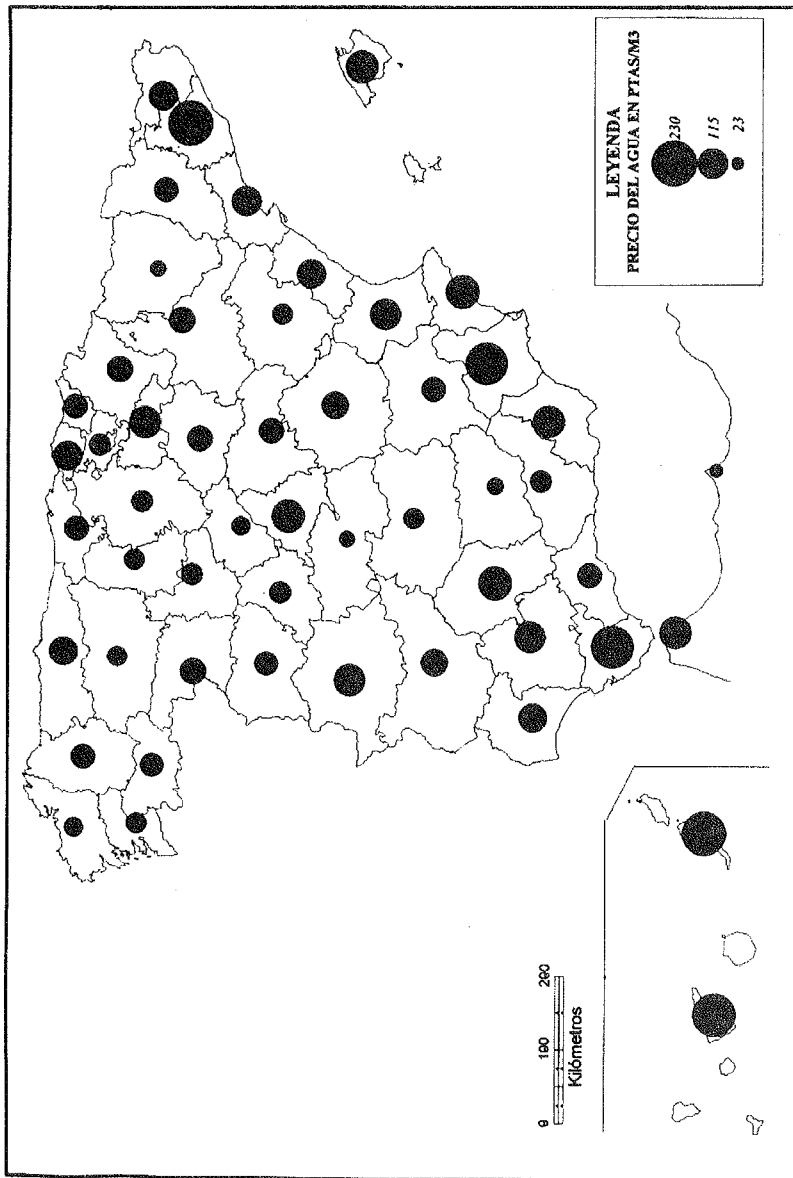 LEYENDA
PRECIO DEL AGUA EN PTAS/M3
230
115
23
0 100 200
Kilómetros